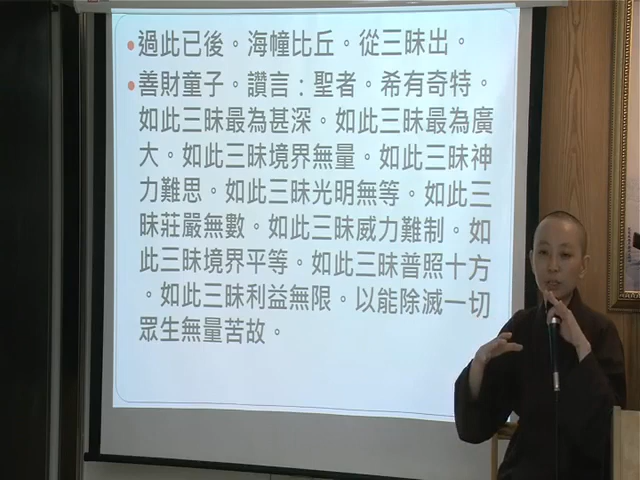 •過此已後。海幢比丘。從三昧出。
•善財童子。讚言：聖者。希有奇特。
如此三昧最為甚深。如此三昧最為廣
大。如此三昧境界無量。如此三昧神
力難思。如此三昧光明無等。如此三
昧莊嚴無數。如此三昧威力難制。如
此三昧境界平等。如此三昧普照十方
。如此三昧利益無限。以能除滅一切
眾生無量苦故。